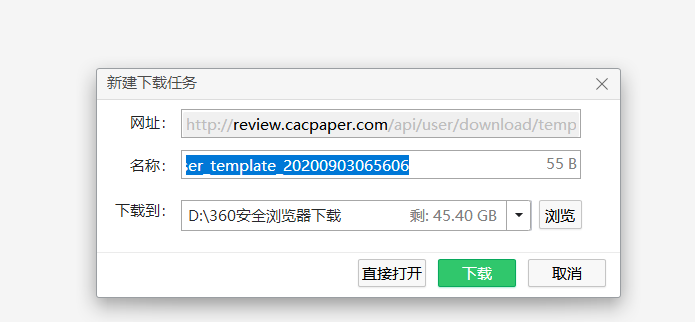 新建下载任务
网址： http://review.cacpaper.com/api/user/download/temp
名称： ser_template_20200903065606 55 B
下载到： D:\360安全浏览器下载 剩: 45.40 GB 浏览
直接打开 下载 取消